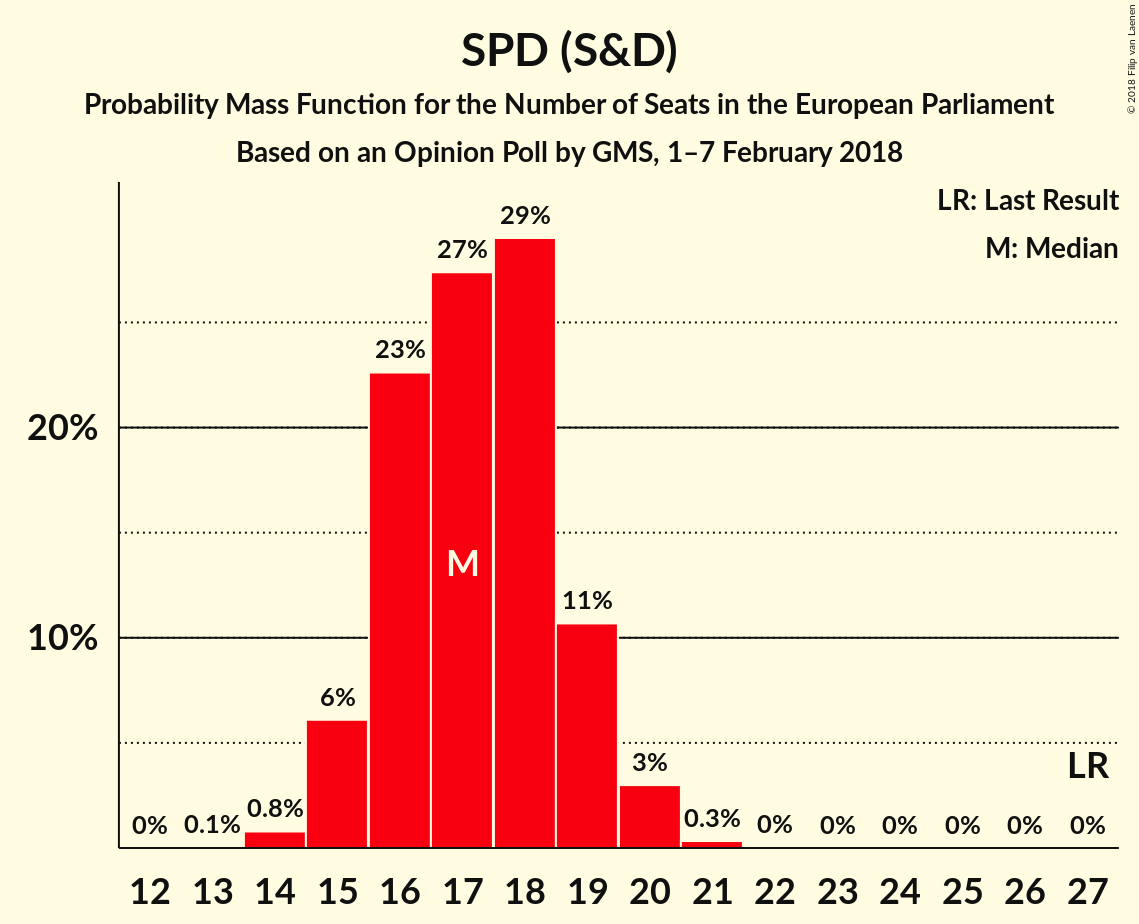 SPD (S&D)
Probability Mass Function for the Number of Seats in the European Parliament
Based on an Opinion Poll by GMS, 1–7 February 2018
© 2018 Filip van Laenen
LR: Last Result
M: Median
29%
27%
23%
20%
M
11%
10%
6%
3%
LR
0% 0.1% 0.8% 0.3% 0% 0% 0% 0% 0% 0%
12 13 14 15 16 17 18 19 20 21 22 23 24 25 26 27